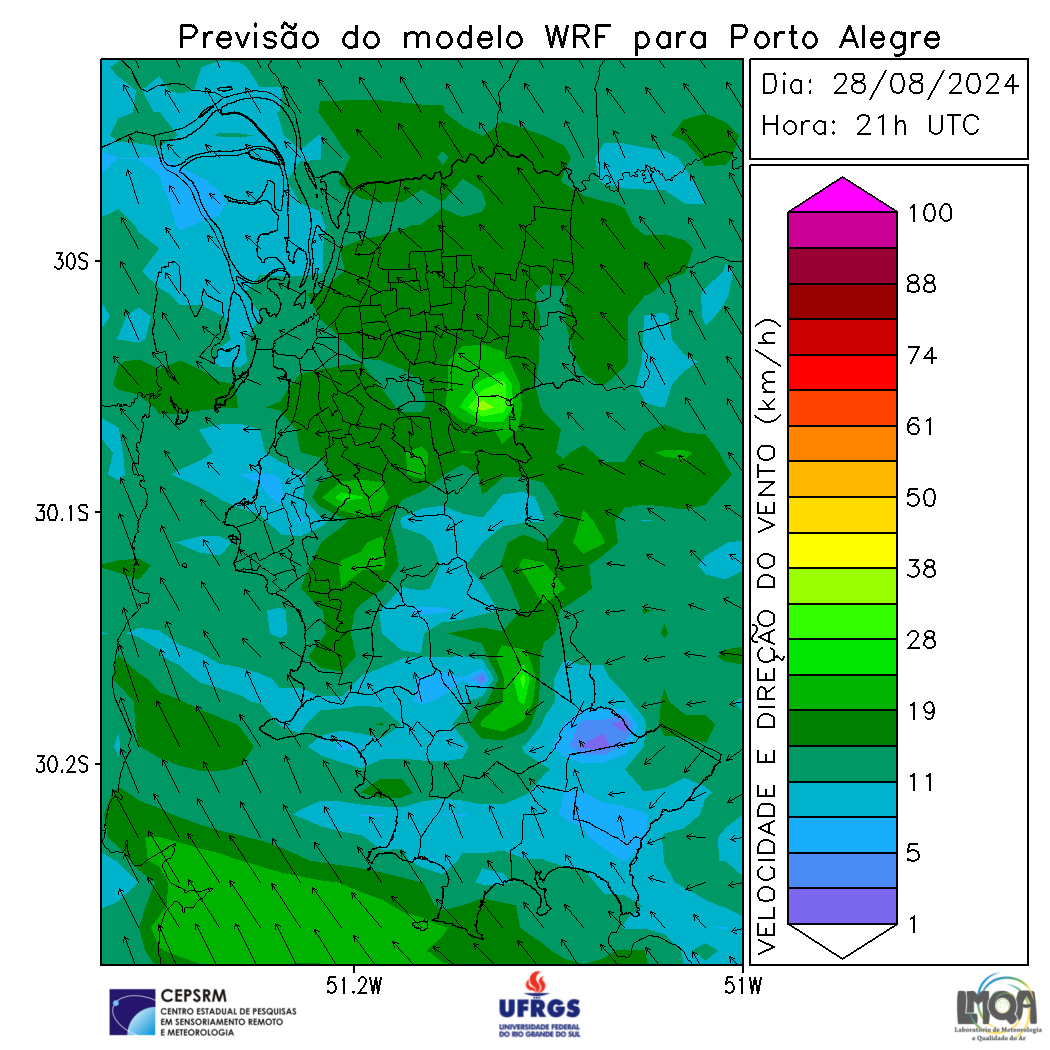 Previsão do modelo WRF para Porto Alegre
Dia: 28/08/2024
Hora: 21h UTC
30S
30.1S
30.2S
51.2W
51W
VELOCIDADE E DIREÇÃO DO VENTO (km/h)
100
88
74
61
50
38
28
19
11
5
1
CEPSRM
CENTRO ESTADUAL DE PESQUISAS
EM SENSORIAMENTO REMOTO
E METEOROLOGIA
UFRGS
UNIVERSIDADE FEDERAL
DO RIO GRANDE DO SUL
LMQA
Laboratório de Meteorologia
e Qualidade do Ar